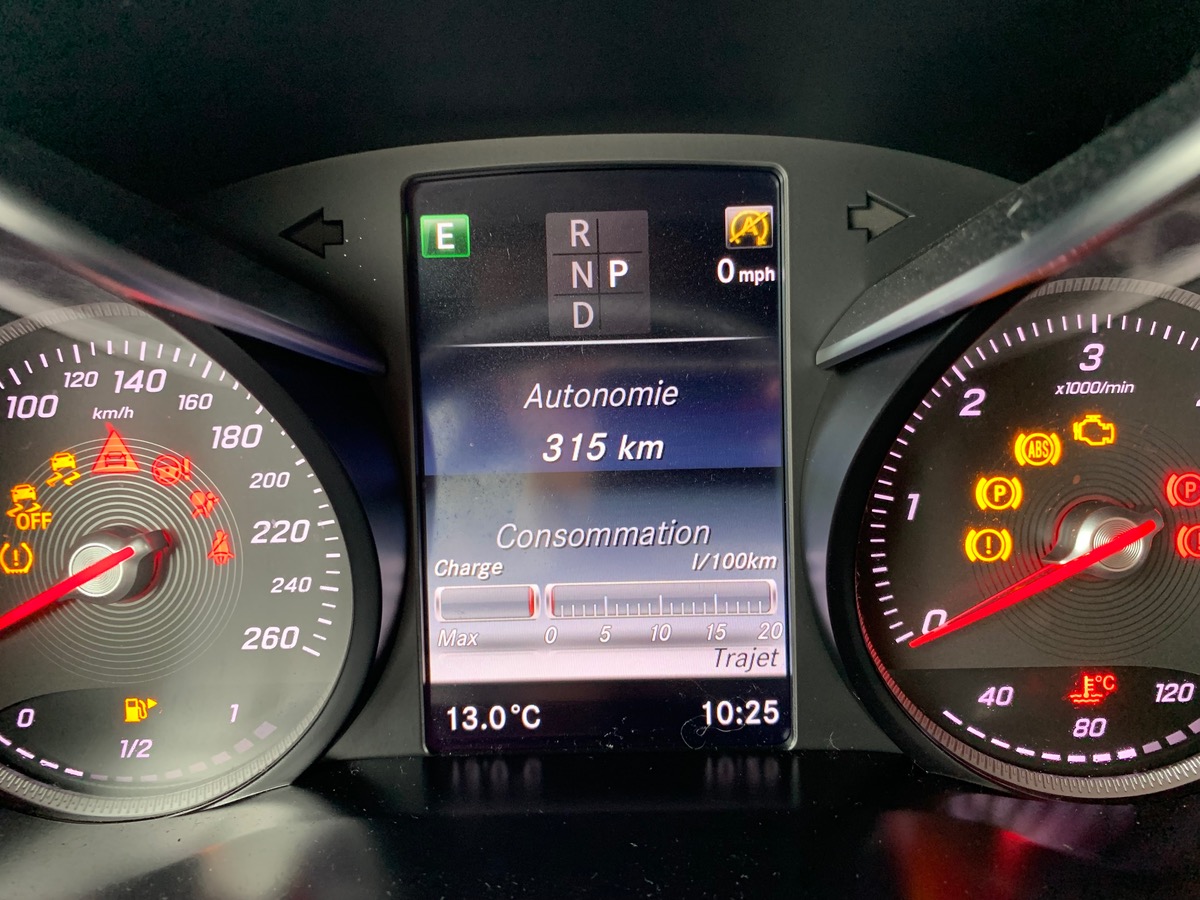 E
R
N P
D
0 mph
Autonomie
315 km
Consommation
Charge l/100km
Max 0 5 10 15 20
Trajet
13.0°C 10:25
100 120 140 160 180 200 220 240 260
km/h
OFF
0 1/2 1
0 1 2 3
x1000/min
ABS
P
P
°C
40 80 120